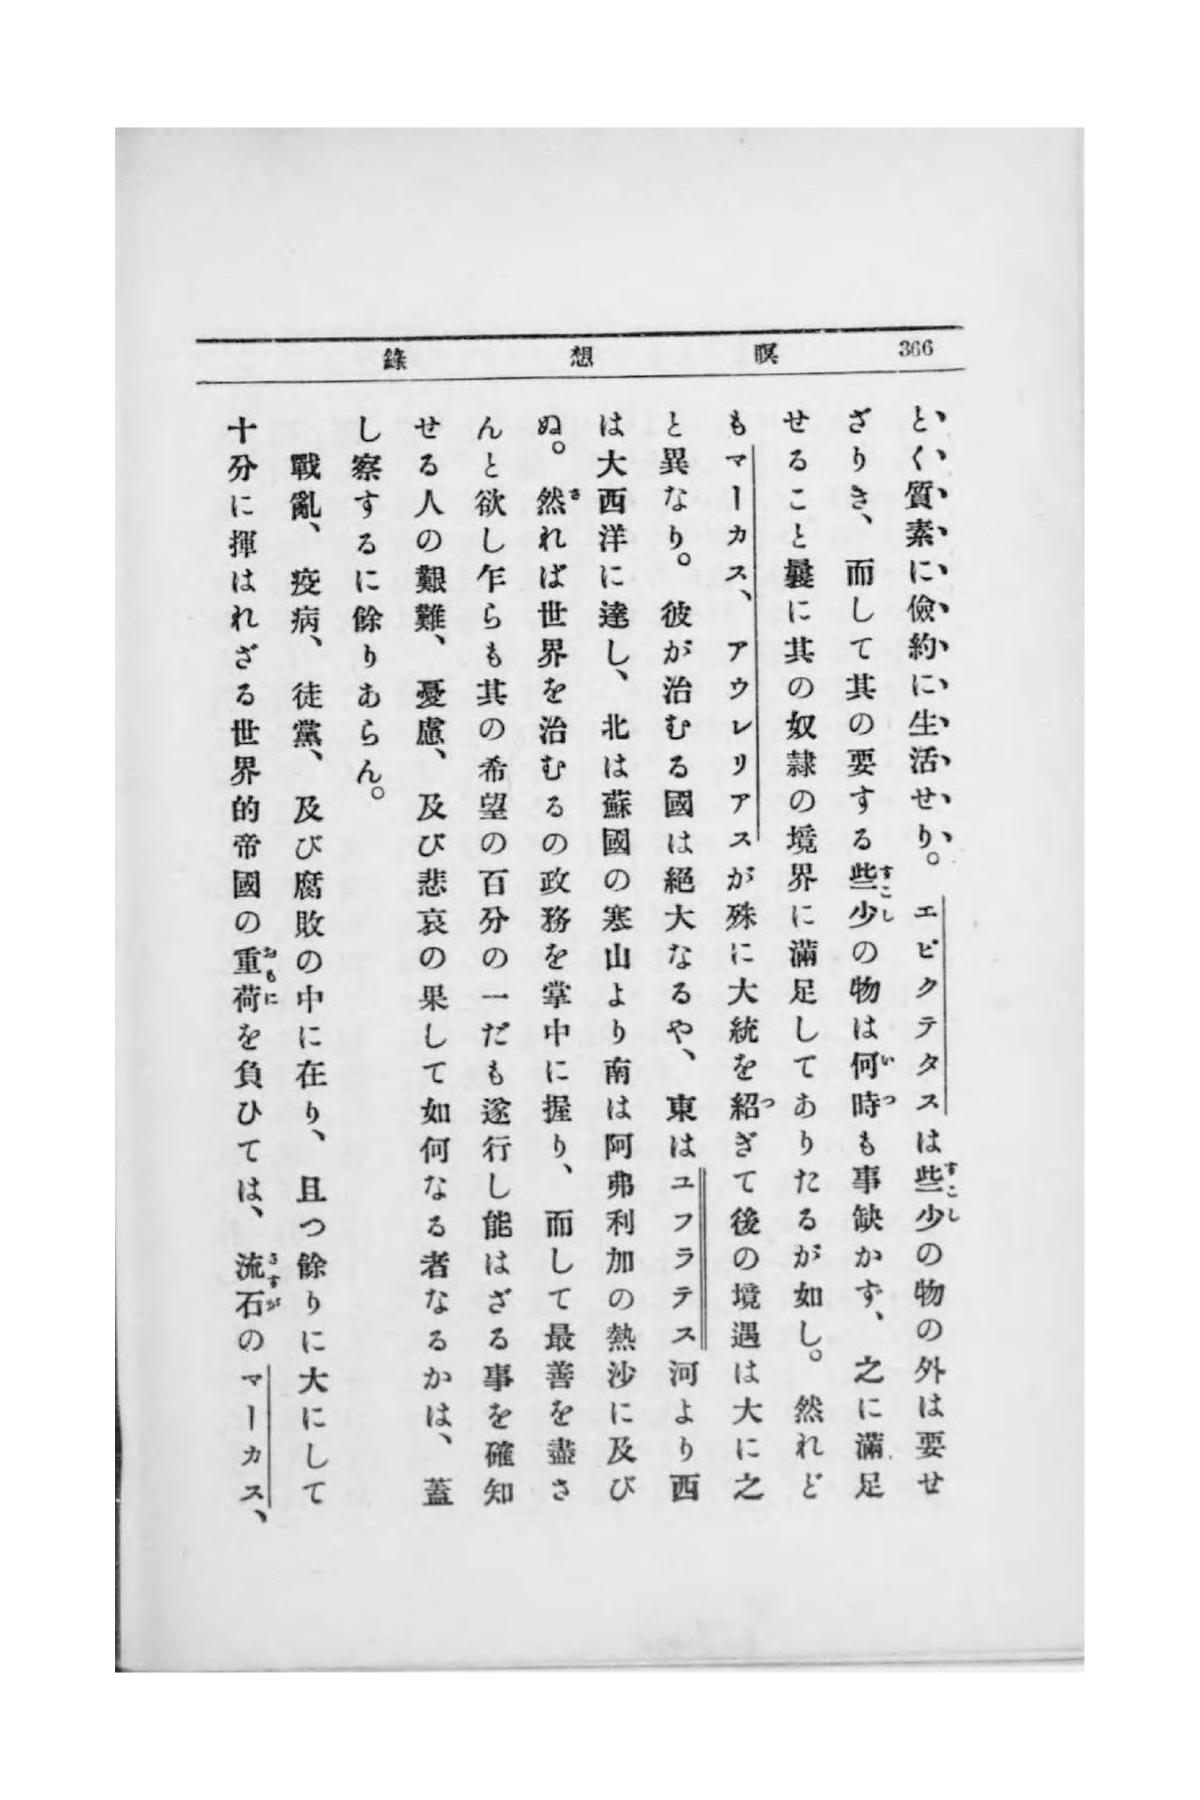 366 瞑想錄
とく質素に儉約に生活せり。エピクテタスは些少の物の外は要せ
ざりき、而して其の要する些少の物は何時も事缺かず、之に滿足
せること曩に其の奴隸の境界に滿足してありたるが如し。然れど
もマーカス、アウレリアスが殊に大統を紹ぎて後の境遇は大に之
と異なり。彼が治むる國は絕大なるや、東はユフラテス河より西
は大西洋に達し、北は蘇國の寒山より南は阿弗利加の熱沙に及び
ぬ。然れば世界を治むるの政務を掌中に握り、而して最善を盡さ
んと欲し乍らも其の希望の百分の一だも遂行し能はざる事を確知
せる人の艱難、憂慮、及び悲哀の果して如何なる者なるかは、蓋
し察するに餘りあらん。
戰亂、疫病、徒黨、及び腐敗の中に在り、且つ餘りに大にして
十分に揮はれざる世界的帝國の重荷を負ひては、流石のマーカス、